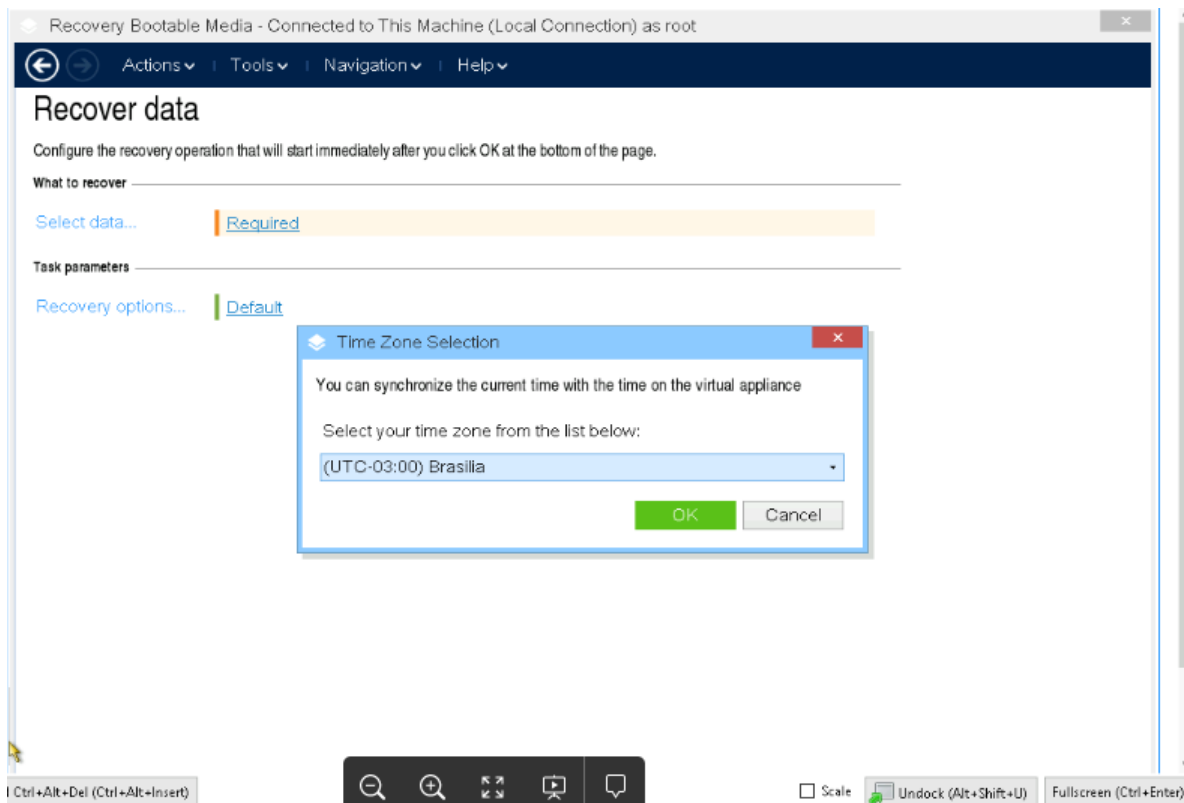 Recovery Bootable Media - Connected to This Machine (Local Connection) as root
Actions Tools Navigation Help
Recover data
Configure the recovery operation that will start immediately after you click OK at the bottom of the page.
What to recover
Select data... Required
Task parameters
Recovery options... Default
Time Zone Selection
You can synchronize the current time with the time on the virtual appliance
Select your time zone from the list below:
(UTC-03:00) Brasilia
OK Cancel
Ctrl+Alt+Del (Ctrl+Alt+Insert) Scale Undock (Alt+Shift+U) Fullscreen (Ctrl+Enter)